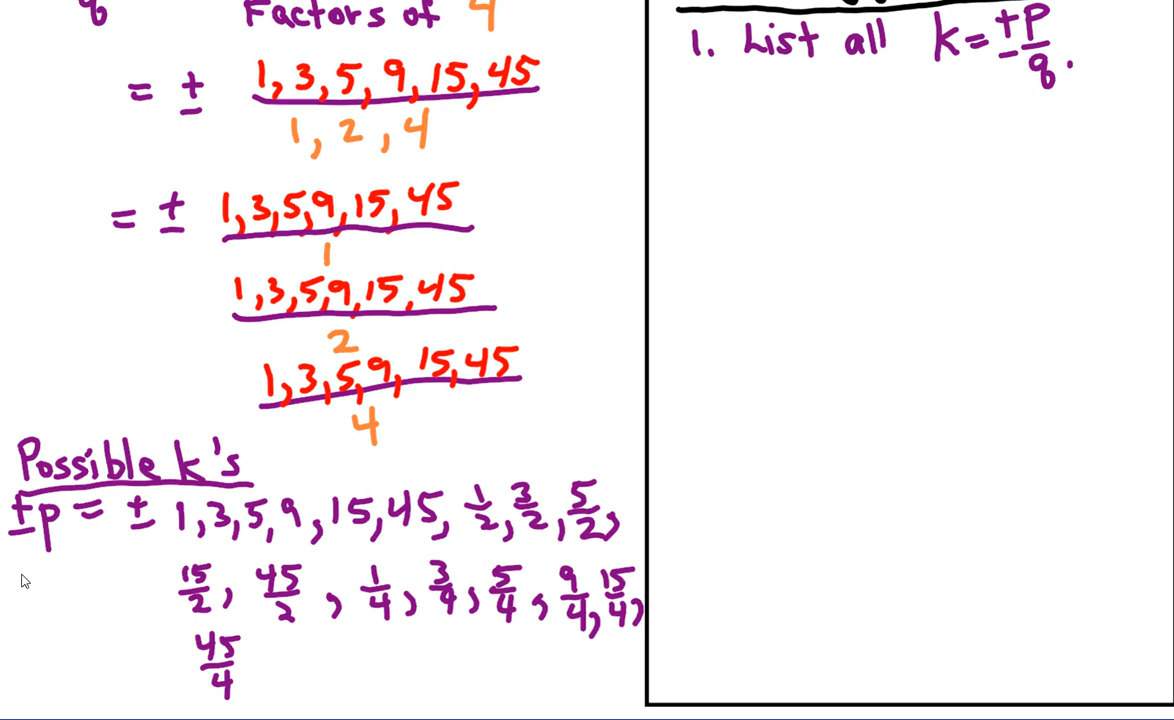 q Factors of 4
= ± 1, 3, 5, 9, 15, 45
1, 2, 4
= ± 1, 3, 5, 9, 15, 45
1
1, 3, 5, 9, 15, 45
2
1, 3, 5, 9, 15, 45
4
Possible k's
±p = ± 1, 3, 5, 9, 15, 45, 1/2, 3/2, 5/2,
15/2, 45/2, 1/4, 3/4, 5/4, 9/4, 15/4,
45/4
1. List all k = ±p/q.